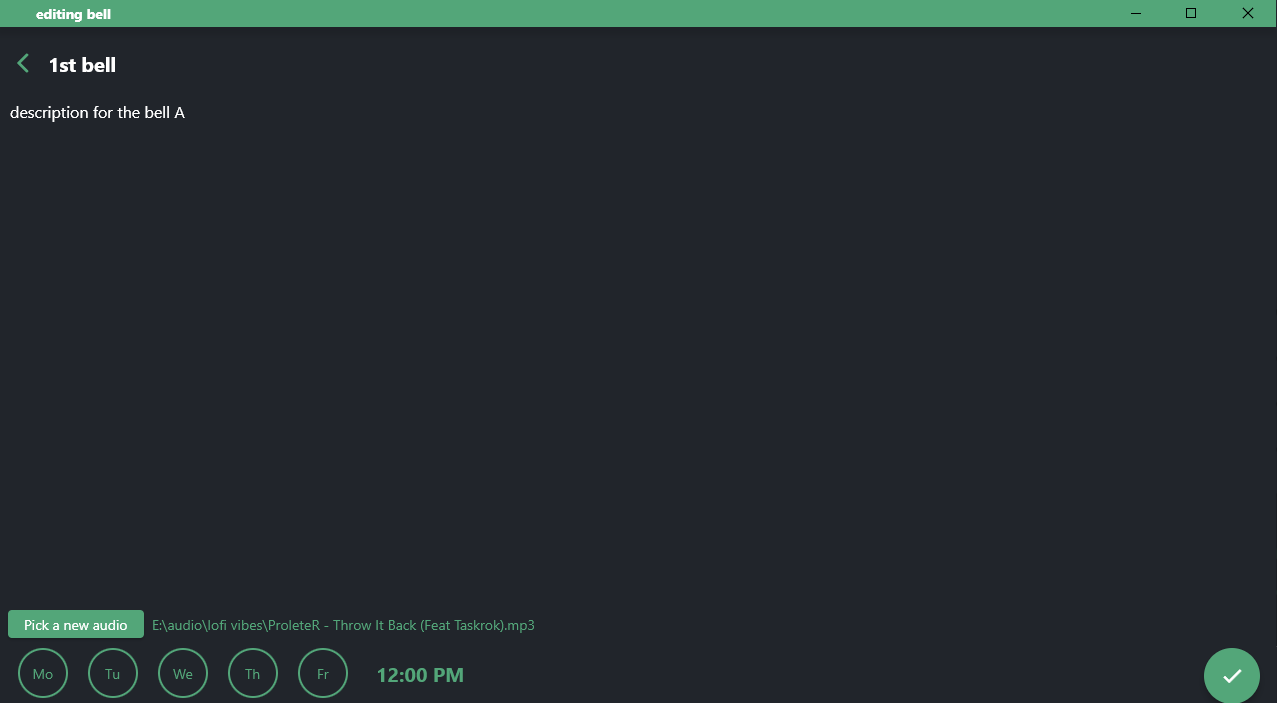 editing bell
1st bell
description for the bell A
Pick a new audio E:\audio\lofi vibes\ProleteR - Throw It Back (Feat Taskrok).mp3
Mo Tu We Th Fr 12:00 PM